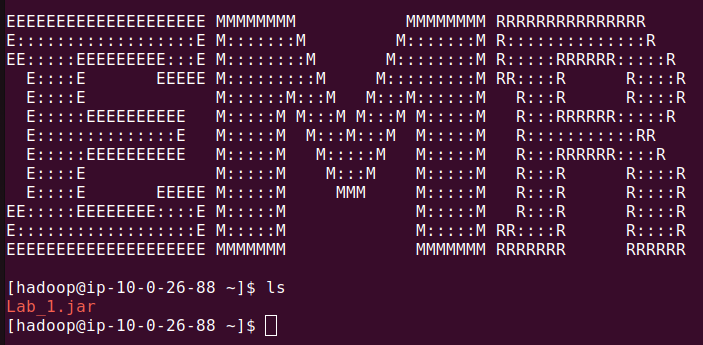 EEEEEEEEEEEEEEEEEEEE MMMMMMMM           MMMMMMMM RRRRRRRRRRRRRRR
E::::::::::::::::::E M:::::::M         M:::::::M R::::::::::::::R
EE:::::EEEEEEEEE:::E M::::::::M       M::::::::M R:::::RRRRRR:::::R
  E::::E       EEEEE M:::::::::M     M:::::::::M RR::::R      R::::R
  E::::E             M::::::M:::M   M:::M::::::M   R:::R      R::::R
  E:::::EEEEEEEEEE   M:::::M M:::M M:::M M:::::M   R:::RRRRRR:::::R
  E::::::::::::::E   M:::::M  M:::M:::M  M:::::M   R:::::::::::RR
  E:::::EEEEEEEEEE   M:::::M   M:::::M   M:::::M   R:::RRRRRR::::R
  E::::E             M:::::M    M:::M    M:::::M   R:::R      R::::R
  E::::E       EEEEE M:::::M     MMM     M:::::M   R:::R      R::::R
EE:::::EEEEEEEE::::E M:::::M             M:::::M   R:::R      R::::R
E::::::::::::::::::E M:::::M             M:::::M RR::::R      R::::R
EEEEEEEEEEEEEEEEEEEE MMMMMMM             MMMMMMM RRRRRRR      RRRRRR
[hadoop@ip-10-0-26-88 ~]$ ls
Lab_1.jar
[hadoop@ip-10-0-26-88 ~]$